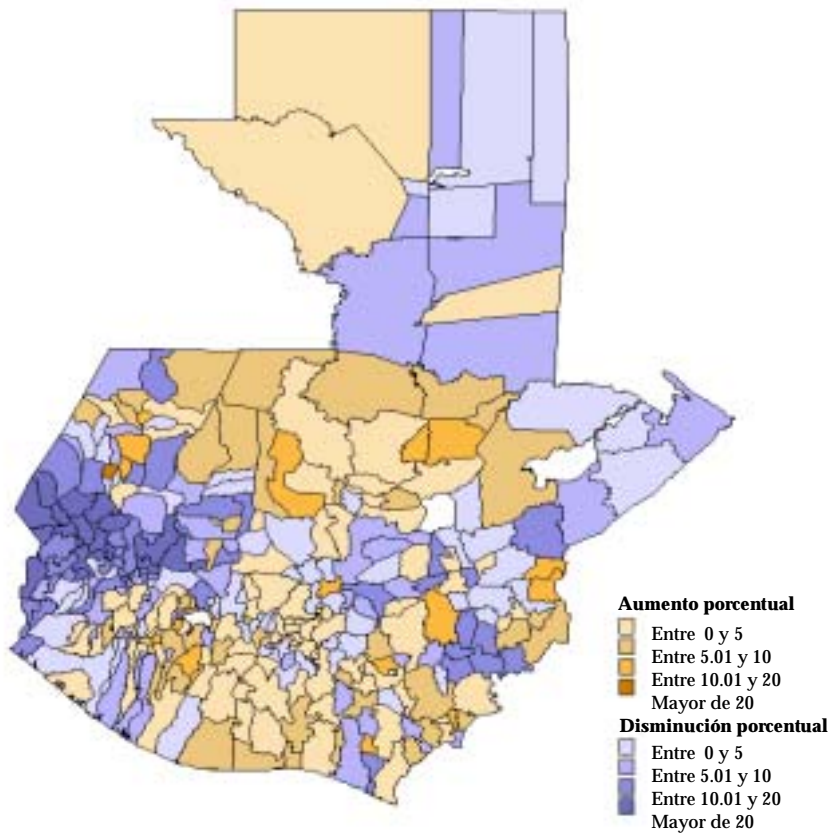 Aumento porcentual
Entre 0 y 5
Entre 5.01 y 10
Entre 10.01 y 20
Mayor de 20
Disminución porcentual
Entre 0 y 5
Entre 5.01 y 10
Entre 10.01 y 20
Mayor de 20